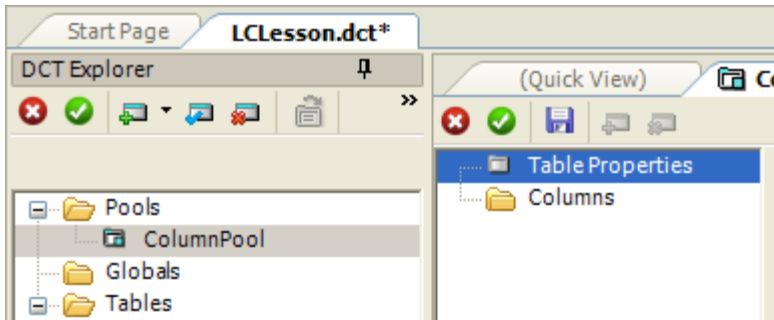 Start Page
LCLesson.dct*
DCT Explorer
(Quick View)
Table Properties
Columns
Pools
ColumnPool
Globals
Tables